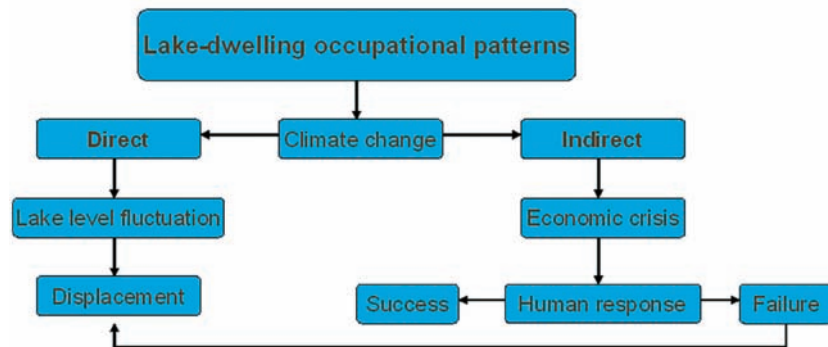 Lake-dwelling occupational patterns
Direct
Climate change
Indirect
Lake level fluctuation
Economic crisis
Displacement
Success
Human response
Failure